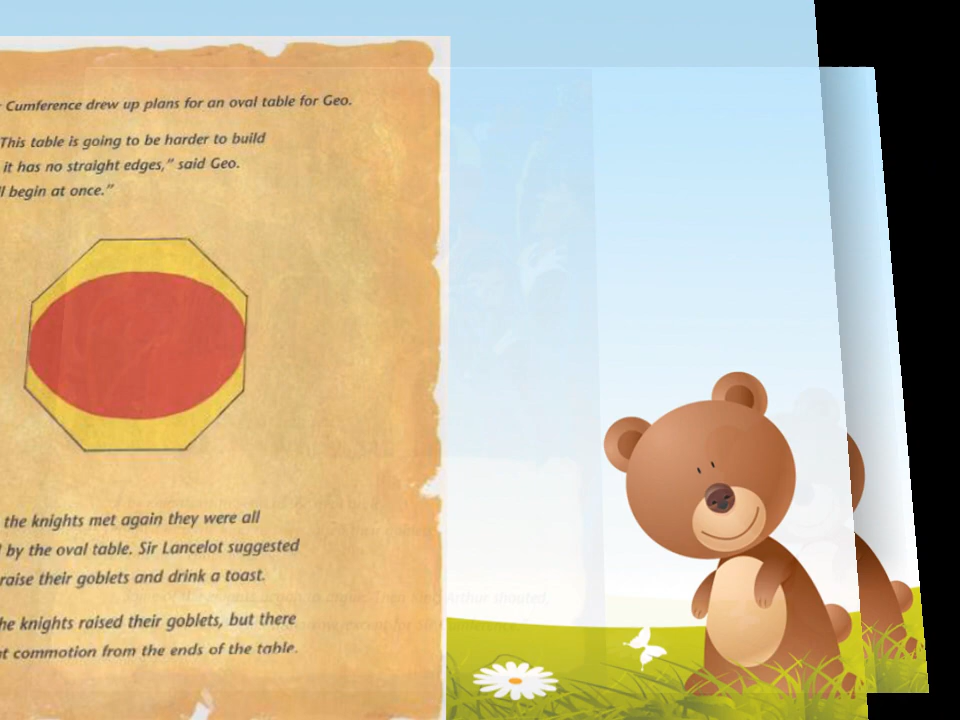 Cumference drew up plans for an oval table for Geo.
This table is going to be harder to build
it has no straight edges," said Geo.
begin at once."
the knights met again they were all
by the oval table. Sir Lancelot suggested
raise their goblets and drink a toast.
the knights raised their goblets, but there
commotion from the ends of the table.